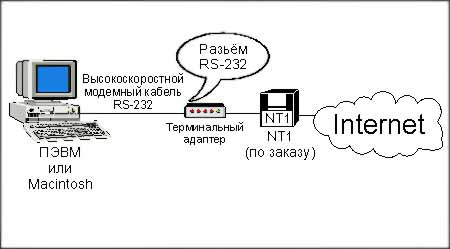 Разъём
RS-232
Высокоскоростной
модемный кабель
RS-232
Терминальный
адаптер
NT1
NT1
(по заказу)
Internet
ПЭВМ
или
Macintosh